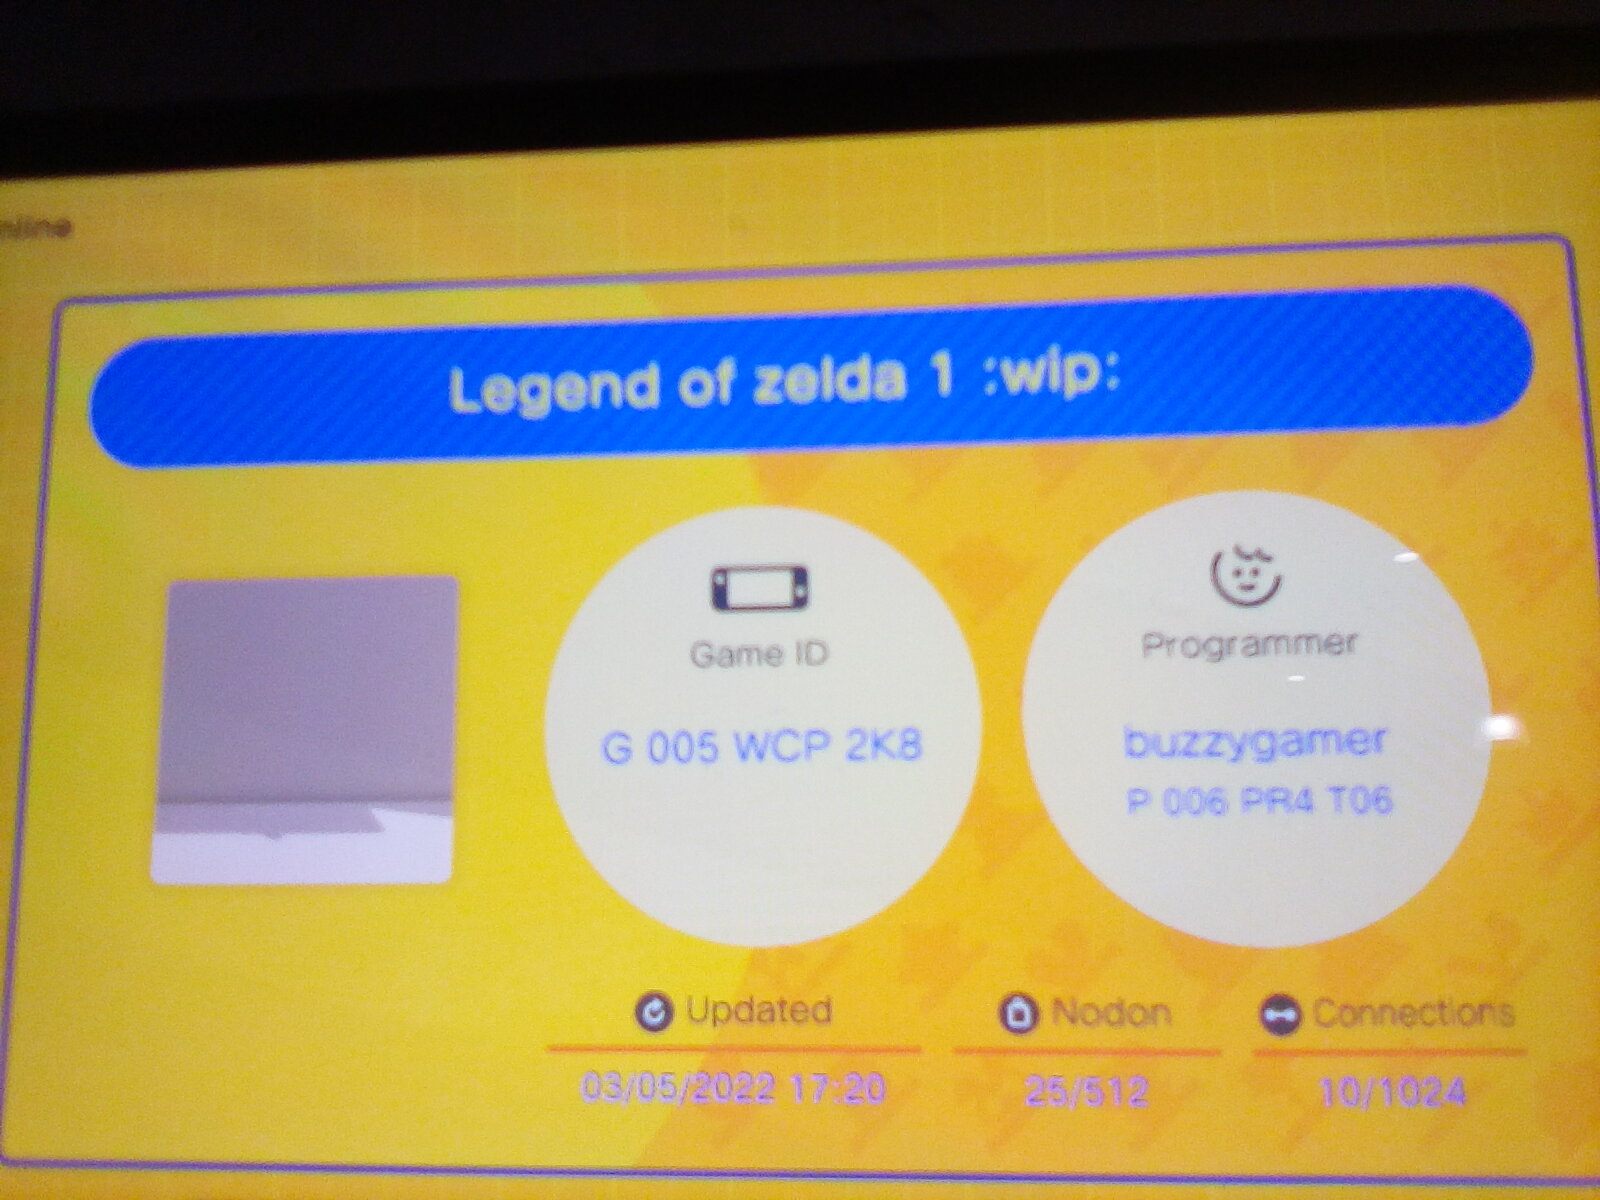 Legend of zelda 1 :wip:
Game ID
G 005 WCP 2K8
Programmer
buzzygamer
P 006 PR4 T06
Updated
03/05/2022 17:20
Nodon
25/512
Connections
10/1024